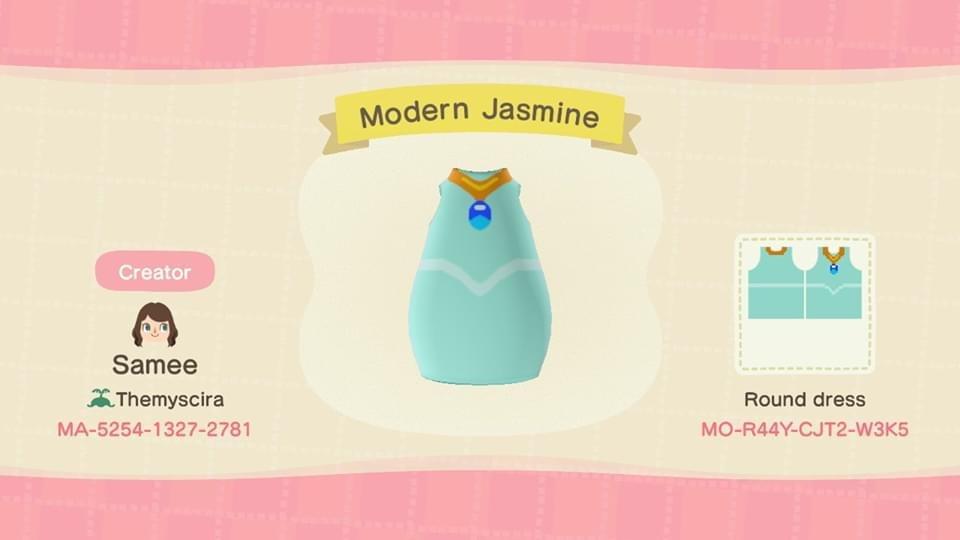 Modern Jasmine
Creator
Samee
Themyscira
MA-5254-1327-2781
Round dress
MO-R44Y-CJT2-W3K5